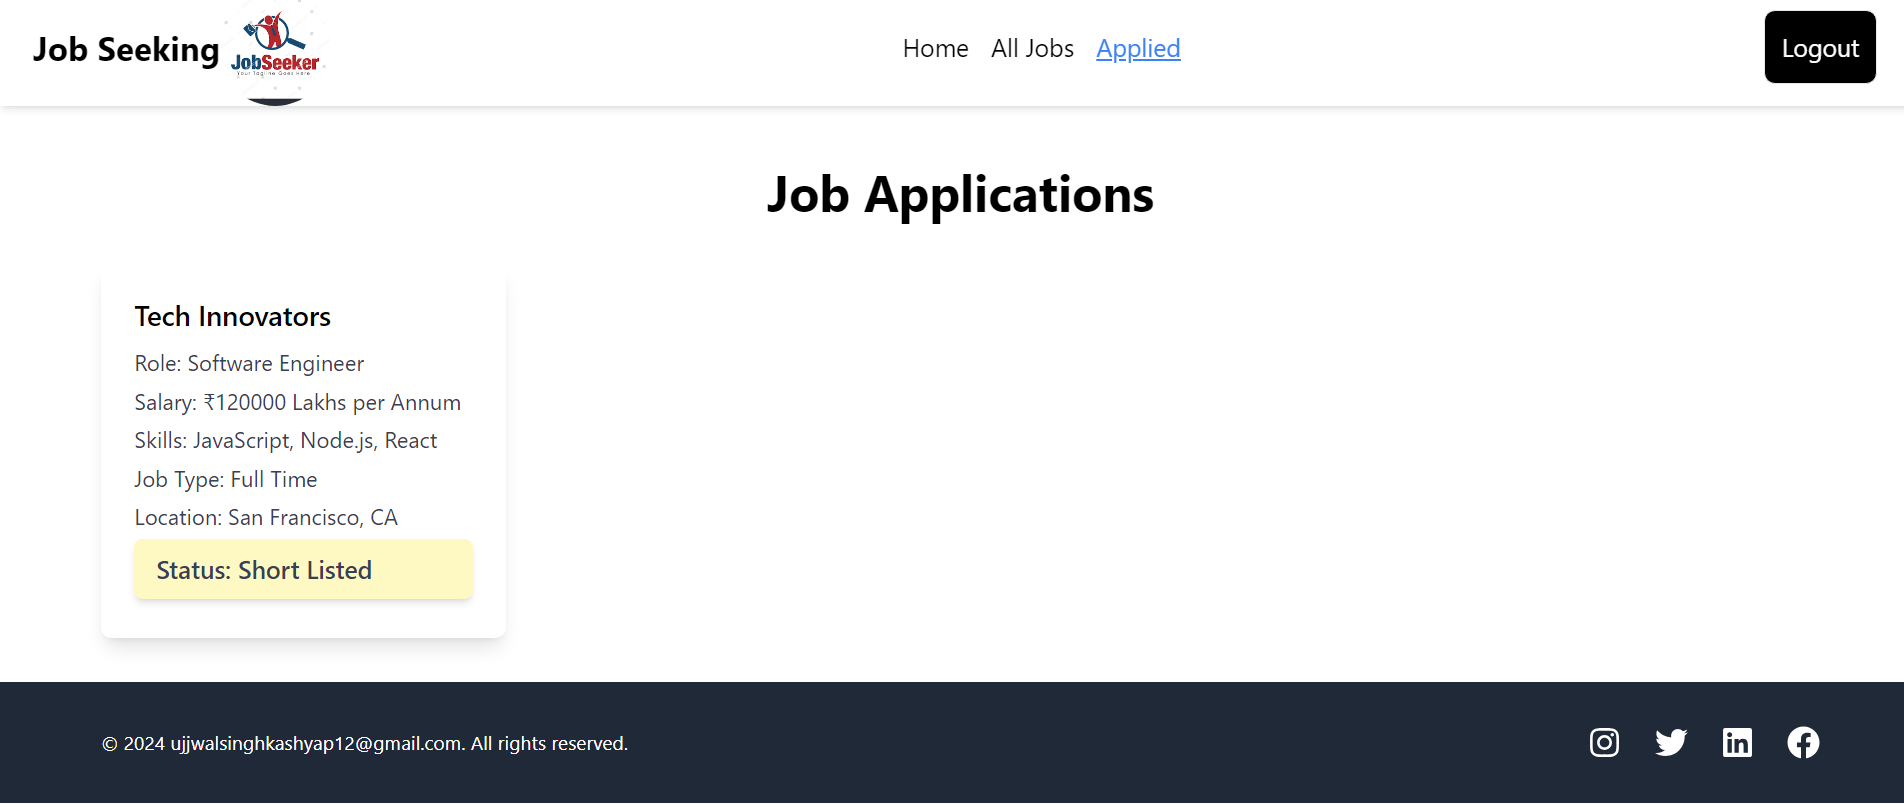 Job Seeking
JobSeeker
Your Tagline Goes Here
Home
All Jobs
Applied
Logout
Job Applications
Tech Innovators
Role: Software Engineer
Salary: ₹120000 Lakhs per Annum
Skills: JavaScript, Node.js, React
Job Type: Full Time
Location: San Francisco, CA
Status: Short Listed
© 2024 ujjwalsinghkashyap12@gmail.com. All rights reserved.